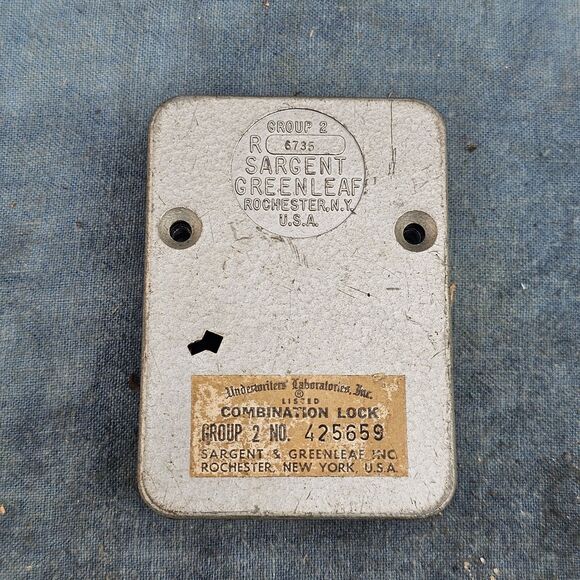 GROUP 2
R 6735
SARGENT
GREENLEAF
ROCHESTER, N.Y.
U.S.A.
Underwriters' Laboratories, Inc.
®
LISTED
COMBINATION LOCK
GROUP 2 NO. 425659
SARGENT & GREENLEAF INC.
ROCHESTER, NEW YORK, U.S.A.